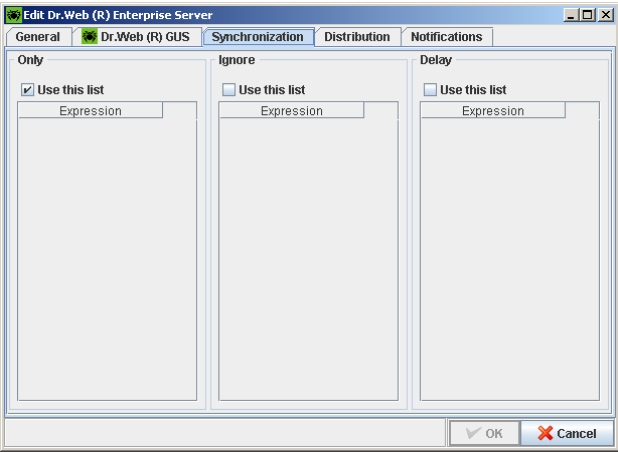 Edit Dr.Web (R) Enterprise Server
General Dr.Web (R) GUS Synchronization Distribution Notifications
Only Ignore Delay
Use this list Use this list Use this list
Expression Expression Expression
OK Cancel